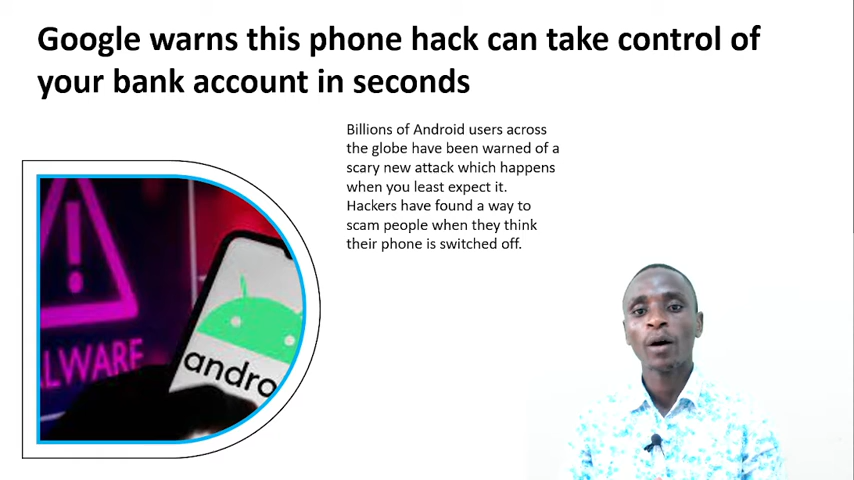 Google warns this phone hack can take control of
your bank account in seconds
Billions of Android users across
the globe have been warned of a
scary new attack which happens
when you least expect it.
Hackers have found a way to
scam people when they think
their phone is switched off.
LWARE
andro